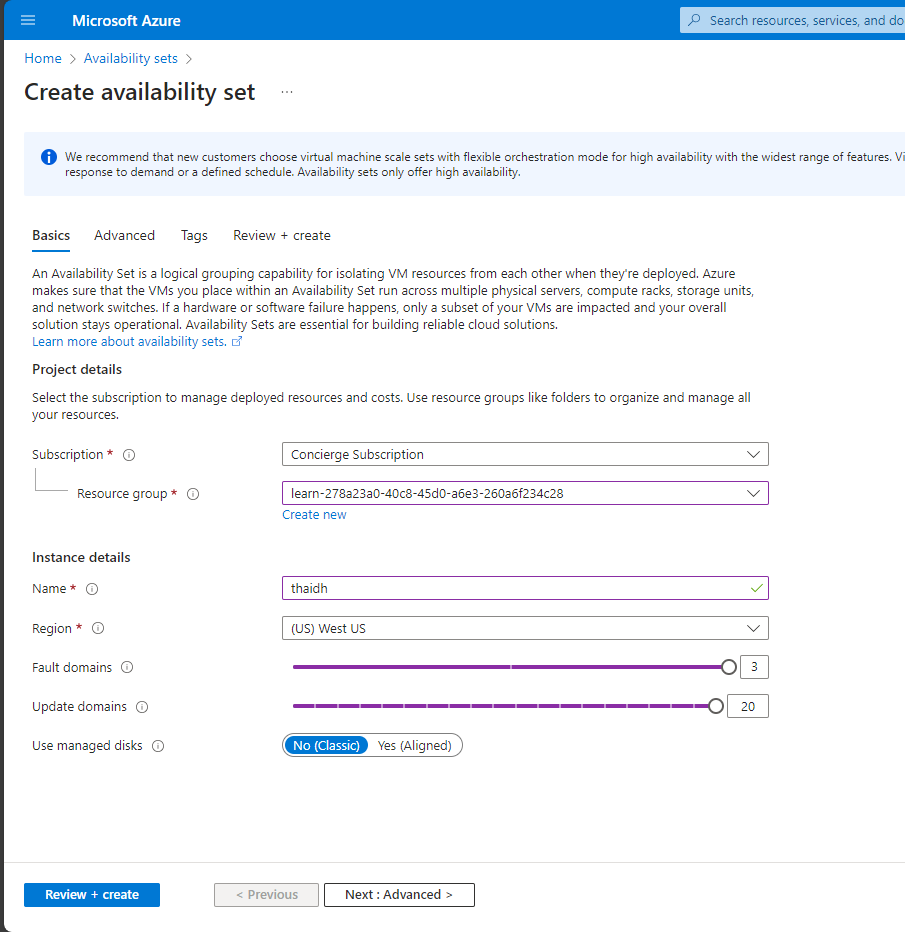 Microsoft Azure
Search resources, services, and do
Home > Availability sets >
Create availability set ...
We recommend that new customers choose virtual machine scale sets with flexible orchestration mode for high availability with the widest range of features. Vi
response to demand or a defined schedule. Availability sets only offer high availability.
Basics Advanced Tags Review + create
An Availability Set is a logical grouping capability for isolating VM resources from each other when they're deployed. Azure
makes sure that the VMs you place within an Availability Set run across multiple physical servers, compute racks, storage units,
and network switches. If a hardware or software failure happens, only a subset of your VMs are impacted and your overall
solution stays operational. Availability Sets are essential for building reliable cloud solutions.
Learn more about availability sets.
Project details
Select the subscription to manage deployed resources and costs. Use resource groups like folders to organize and manage all
your resources.
Subscription * Concierge Subscription
Resource group * learn-278a23a0-40c8-45d0-a6e3-260a6f234c28
Create new
Instance details
Name * thaidh
Region * (US) West US
Fault domains 3
Update domains 20
Use managed disks No (Classic) Yes (Aligned)
Review + create < Previous Next : Advanced >